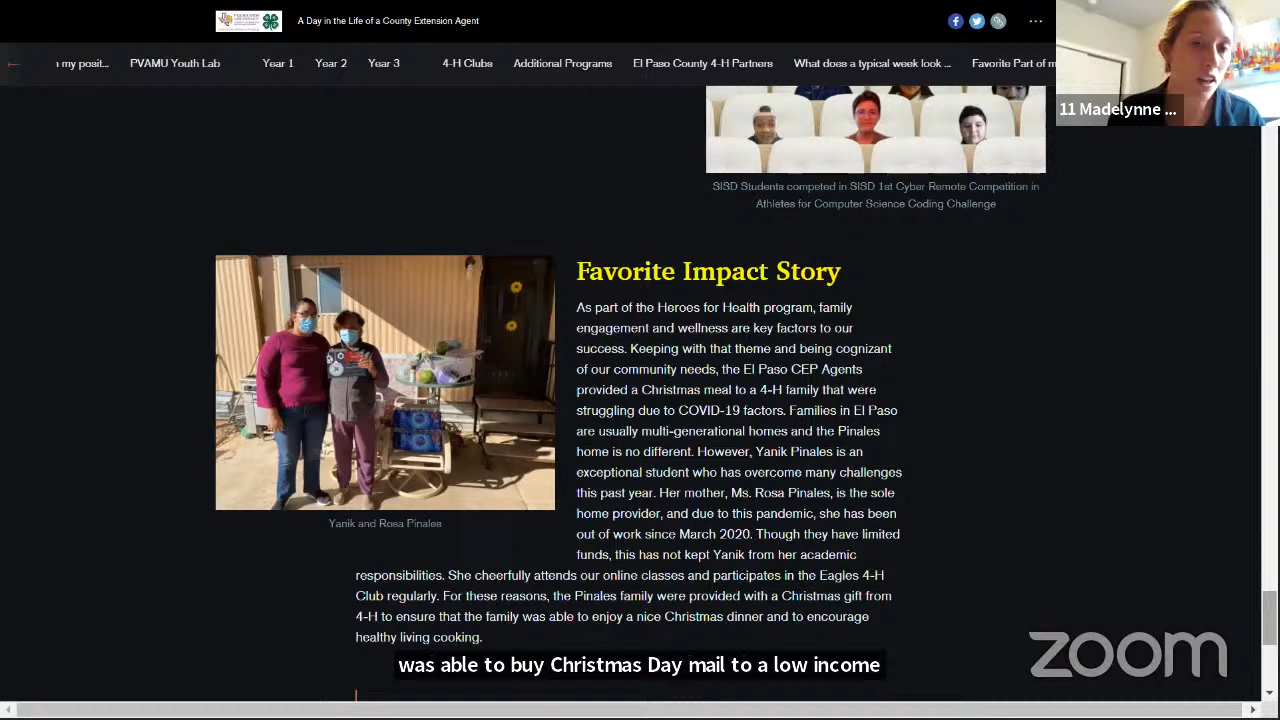 A Day in the Life of a County Extension Agent
PVAMU Youth Lab Year 1 Year 2 Year 3 4-H Clubs Additional Programs El Paso County 4-H Partners What does a typical week look ... Favorite Part of m
11 Madelynne ...
SISD Students competed in SISD 1st Cyber Remote Competition in
Athletes for Computer Science Coding Challenge
Favorite Impact Story
As part of the Heroes for Health program, family
engagement and wellness are key factors to our
success. Keeping with that theme and being cognizant
of our community needs, the El Paso CEP Agents
provided a Christmas meal to a 4-H family that were
struggling due to COVID-19 factors. Families in El Paso
are usually multi-generational homes and the Pinales
home is no different. However, Yanik Pinales is an
exceptional student who has overcome many challenges
this past year. Her mother, Ms. Rosa Pinales, is the sole
home provider, and due to this pandemic, she has been
out of work since March 2020. Though they have limited
funds, this has not kept Yanik from her academic
responsibilities. She cheerfully attends our online classes and participates in the Eagles 4-H
Club regularly. For these reasons, the Pinales family were provided with a Christmas gift from
4-H to ensure that the family was able to enjoy a nice Christmas dinner and to encourage
healthy living cooking.
Yanik and Rosa Pinales
was able to buy Christmas Day mail to a low income
zoom